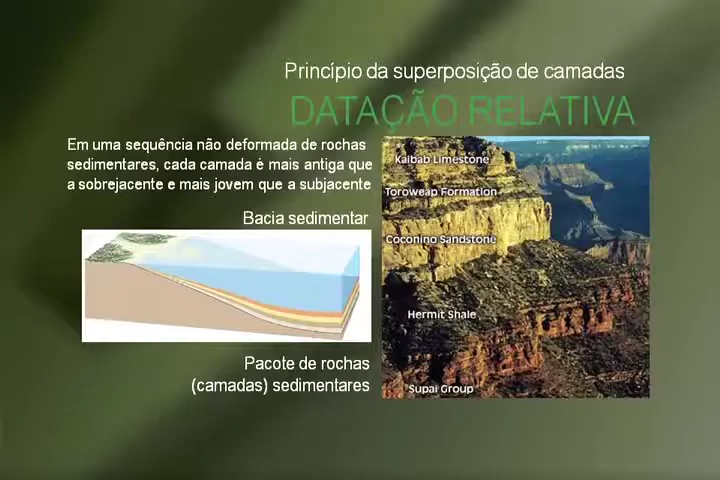 Princípio da superposição de camadas
DATAÇÃO RELATIVA
Em uma sequência não deformada de rochas
sedimentares, cada camada é mais antiga que
a sobrejacente e mais jovem que a subjacente
Bacia sedimentar
Pacote de rochas
(camadas) sedimentares
Kaibab Limestone
Toroweap Formation
Coconino Sandstone
Hermit Shale
Supai Group